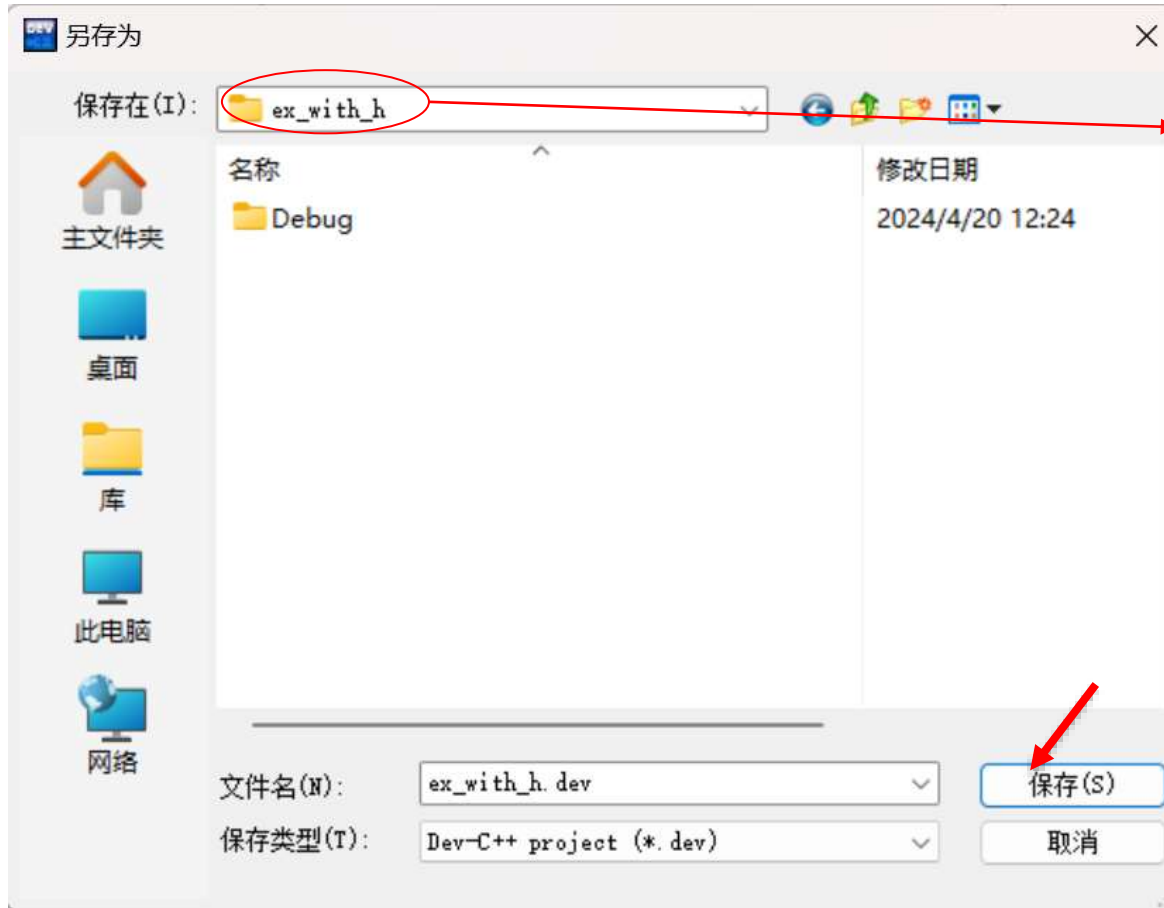 DEV
另存为
保存在(I):
ex_with_h
名称
修改日期
Debug
2024/4/20 12:24
主文件夹
桌面
库
此电脑
网络
文件名(N):
ex_with_h.dev
保存(S)
保存类型(T):
Dev-C++ project (*.dev)
取消